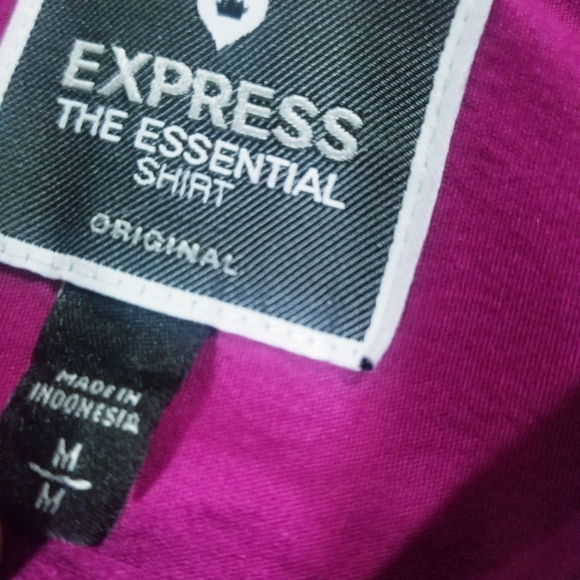 EXPRESS
THE ESSENTIAL
SHIRT
ORIGINAL
MADE IN
INDONESIA
M
M